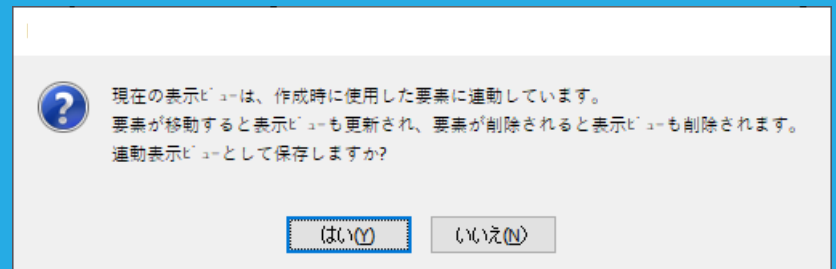 現在の表示ﾋﾞｭｰは、作成時に使用した要素に連動しています。
要素が移動すると表示ﾋﾞｭｰも更新され、要素が削除されると表示ﾋﾞｭｰも削除されます。
連動表示ﾋﾞｭｰとして保存しますか?
はい(Y) いいえ(N)